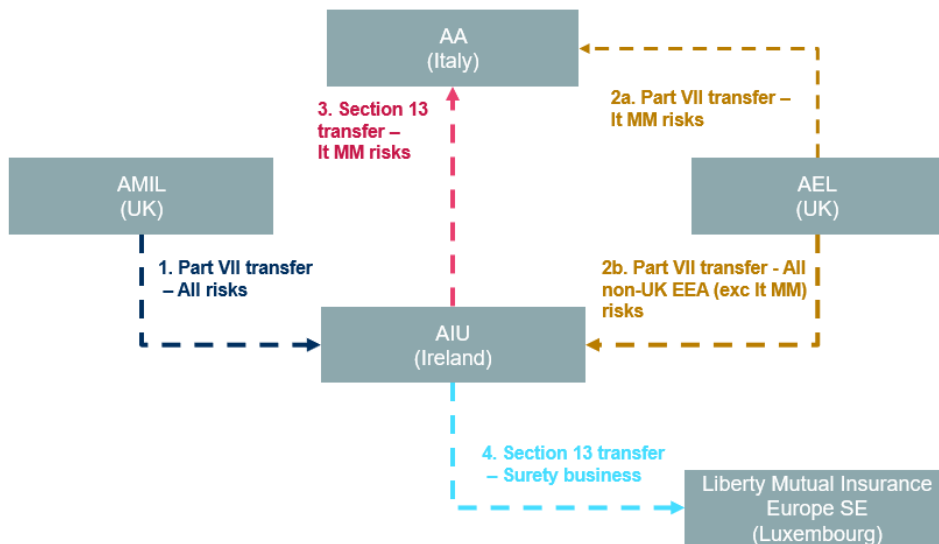 AA
(Italy)
3. Section 13
transfer –
It MM risks
2a. Part VII transfer –
It MM risks
AMIL
(UK)
AEL
(UK)
1. Part VII transfer
– All risks
2b. Part VII transfer - All
non-UK EEA (exc It MM)
risks
AIU
(Ireland)
4. Section 13 transfer
– Surety business
Liberty Mutual Insurance
Europe SE
(Luxembourg)